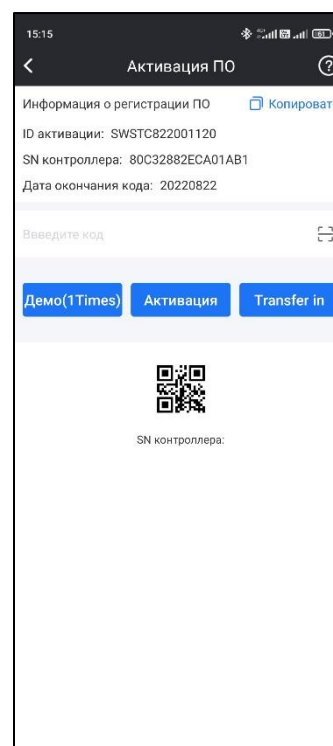 15:15
Активация ПО
Информация о регистрации ПО Копироват
ID активации: SWSTC822001120
SN контроллера: 80C32882ECA01AB1
Дата окончания кода: 20220822
Введите код
Демо(1Times) Активация Transfer in
SN контроллера: